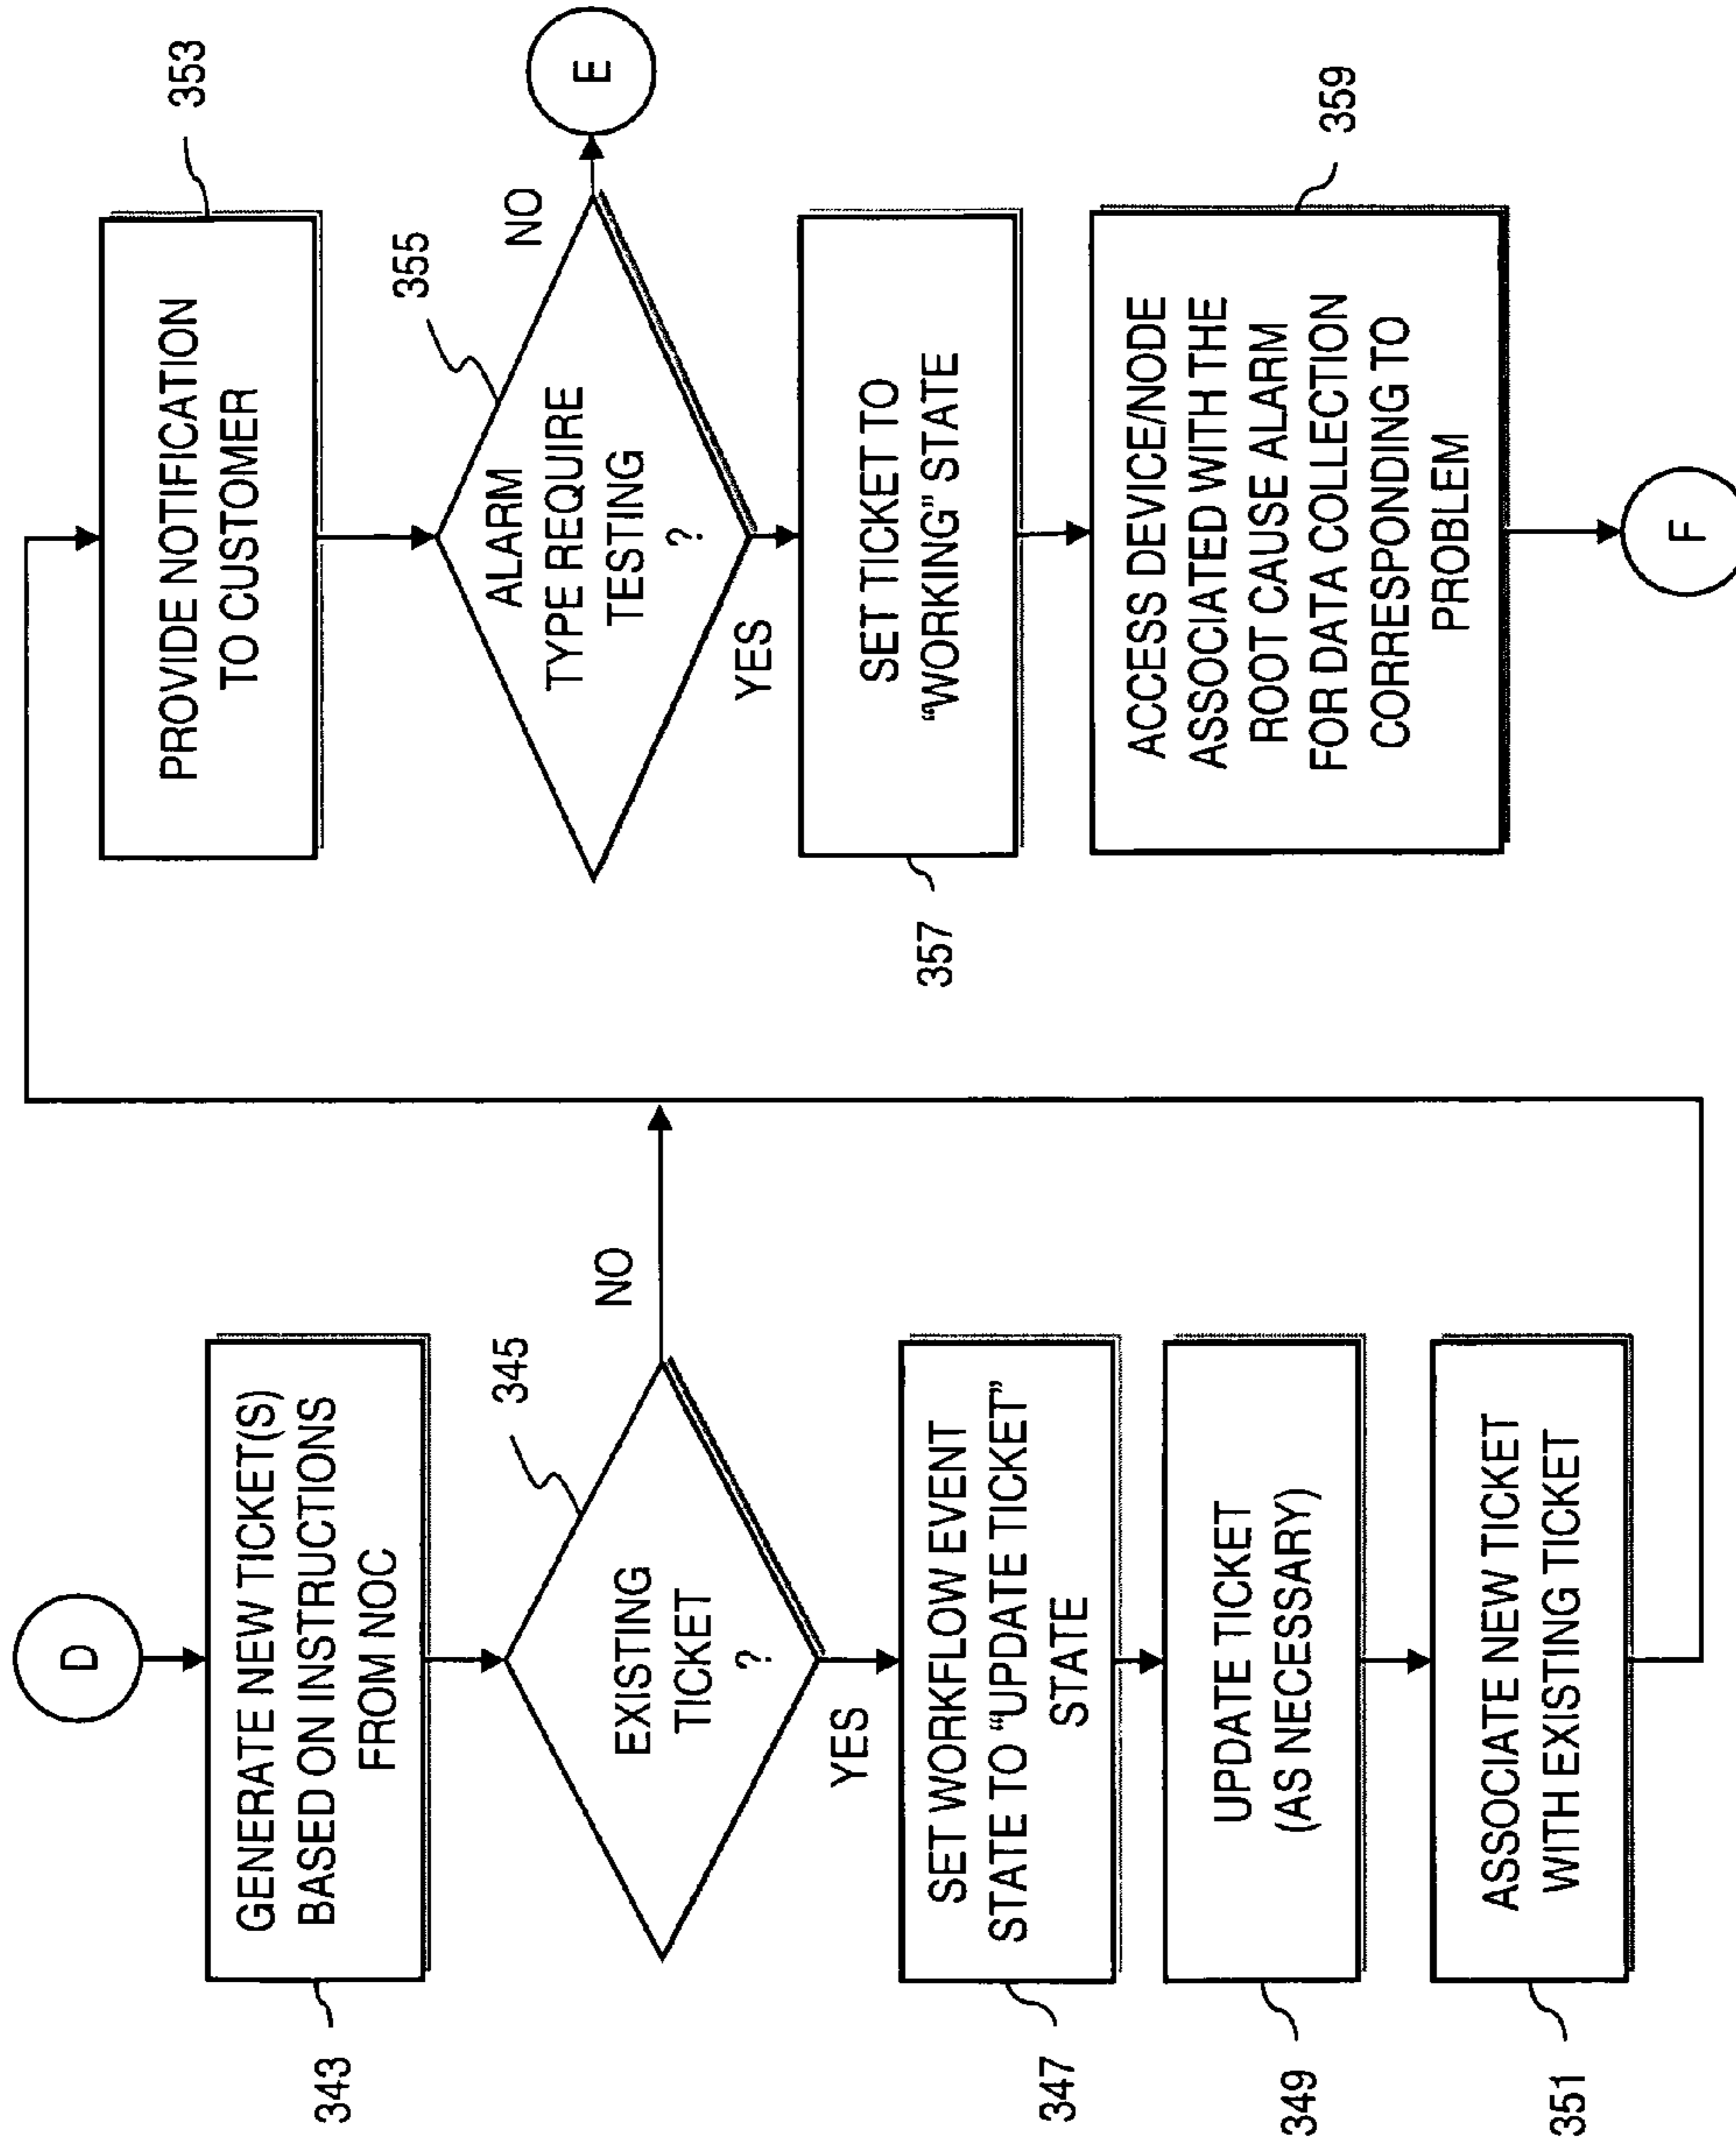 D
343
GENERATE NEW TICKET(S)
BASED ON INSTRUCTIONS
FROM NOC
345
EXISTING
TICKET
?
NO
YES
347
SET WORKFLOW EVENT
STATE TO "UPDATE TICKET"
STATE
349
UPDATE TICKET
(AS NECESSARY)
351
ASSOCIATE NEW TICKET
WITH EXISTING TICKET
353
PROVIDE NOTIFICATION
TO CUSTOMER
355
ALARM
TYPE REQUIRE
TESTING
?
NO
E
YES
357
SET TICKET TO
"WORKING" STATE
359
ACCESS DEVICE/NODE
ASSOCIATED WITH THE
ROOT CAUSE ALARM
FOR DATA COLLECTION
CORRESPONDING TO
PROBLEM
F